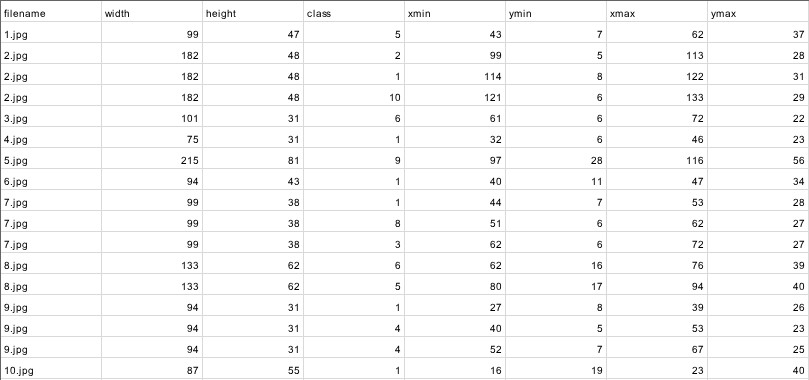 filename width height class xmin ymin xmax ymax
1.jpg 99 47 5 43 7 62 37
2.jpg 182 48 2 99 5 113 28
2.jpg 182 48 1 114 8 122 31
2.jpg 182 48 10 121 6 133 29
3.jpg 101 31 6 61 6 72 22
4.jpg 75 31 1 32 6 46 23
5.jpg 215 81 9 97 28 116 56
6.jpg 94 43 1 40 11 47 34
7.jpg 99 38 1 44 7 53 28
7.jpg 99 38 8 51 6 62 27
7.jpg 99 38 3 62 6 72 27
8.jpg 133 62 6 62 16 76 39
8.jpg 133 62 5 80 17 94 40
9.jpg 94 31 1 27 8 39 26
9.jpg 94 31 4 40 5 53 23
9.jpg 94 31 4 52 7 67 25
10.jpg 87 55 1 16 19 23 40